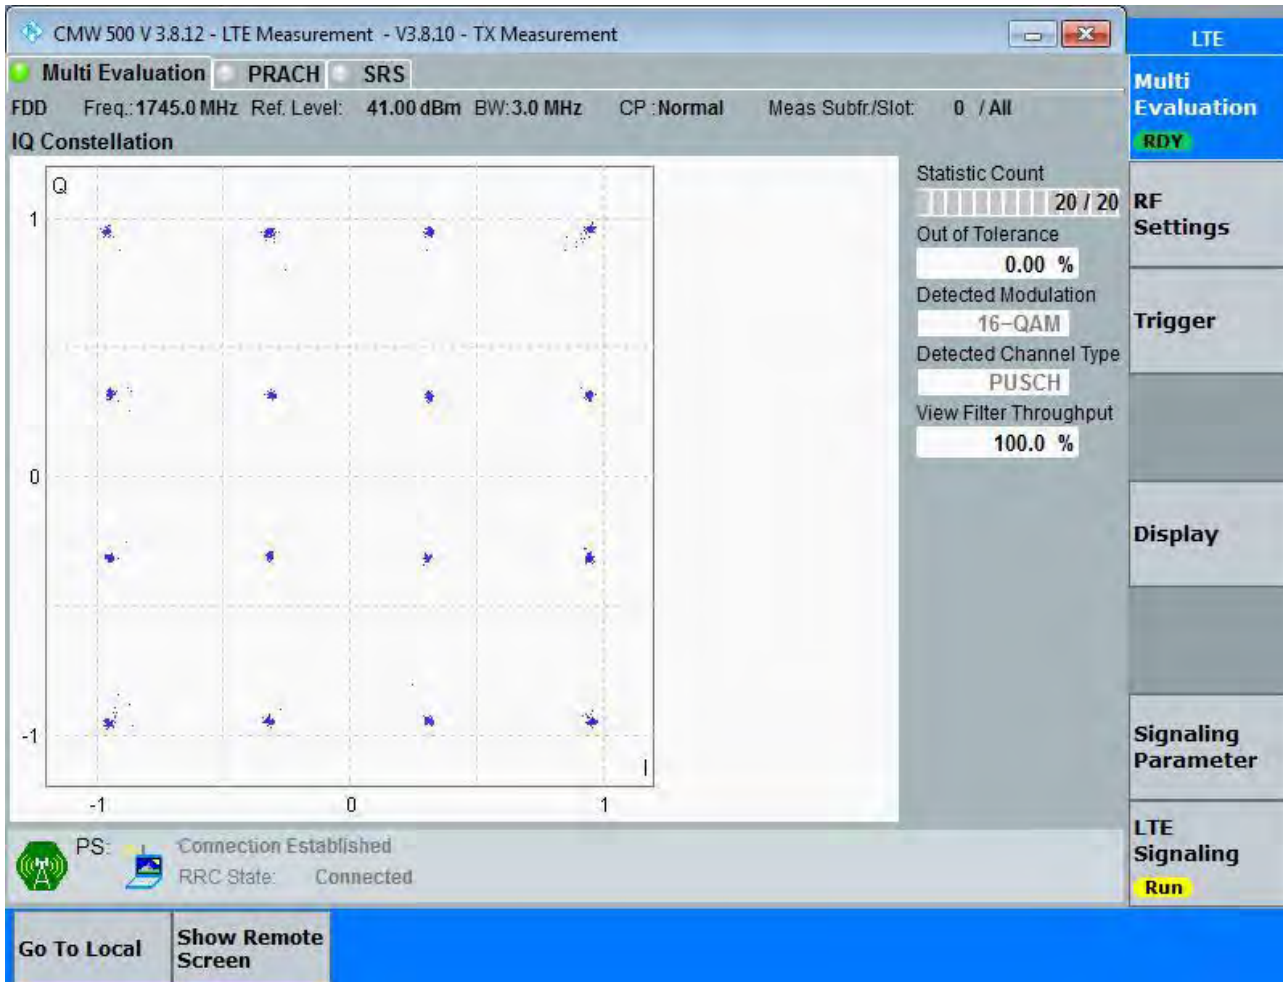 CMW 500 V 3.8.12 - LTE Measurement - V3.8.10 - TX Measurement
LTE
Multi Evaluation PRACH SRS
FDD Freq.: 1745.0 MHz Ref. Level: 41.00 dBm BW: 3.0 MHz CP : Normal Meas Subfr./Slot: 0 / All
IQ Constellation
Q
1
0
-1
I
-1 0 1
Statistic Count
20 / 20
Out of Tolerance
0.00 %
Detected Modulation
16-QAM
Detected Channel Type
PUSCH
View Filter Throughput
100.0 %
Multi
Evaluation
RDY
RF
Settings
Trigger
Display
Signaling
Parameter
LTE
Signaling
Run
PS: Connection Established
RRC State: Connected
Go To Local
Show Remote
Screen